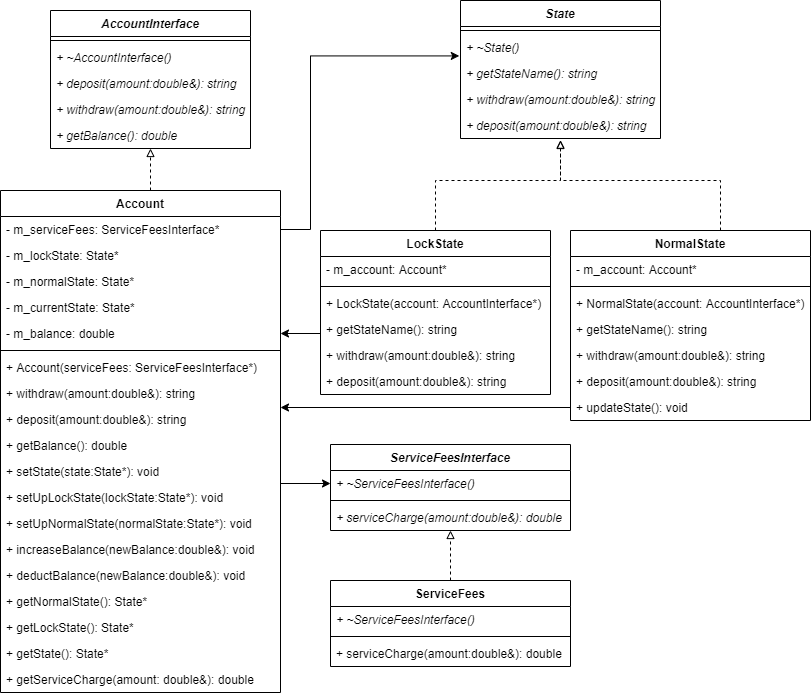 AccountInterface
+ ~AccountInterface()
+ deposit(amount:double&): string
+ withdraw(amount:double&): string
+ getBalance(): double
State
+ ~State()
+ getStateName(): string
+ withdraw(amount:double&): string
+ deposit(amount:double&): string
Account
- m_serviceFees: ServiceFeesInterface*
- m_lockState: State*
- m_normalState: State*
- m_currentState: State*
- m_balance: double
+ Account(serviceFees: ServiceFeesInterface*)
+ withdraw(amount:double&): string
+ deposit(amount:double&): string
+ getBalance(): double
+ setState(state:State*): void
+ setUpLockState(lockState:State*): void
+ setUpNormalState(normalState:State*): void
+ increaseBalance(newBalance:double&): void
+ deductBalance(newBalance:double&): void
+ getNormalState(): State*
+ getLockState(): State*
+ getState(): State*
+ getServiceCharge(amount: double&): double
LockState
- m_account: Account*
+ LockState(account: AccountInterface*)
+ getStateName(): string
+ withdraw(amount:double&): string
+ deposit(amount:double&): string
NormalState
- m_account: Account*
+ NormalState(account: AccountInterface*)
+ getStateName(): string
+ withdraw(amount:double&): string
+ deposit(amount:double&): string
+ updateState(): void
ServiceFeesInterface
+ ~ServiceFeesInterface()
+ serviceCharge(amount:double&): double
ServiceFees
+ ~ServiceFeesInterface()
+ serviceCharge(amount:double&): double